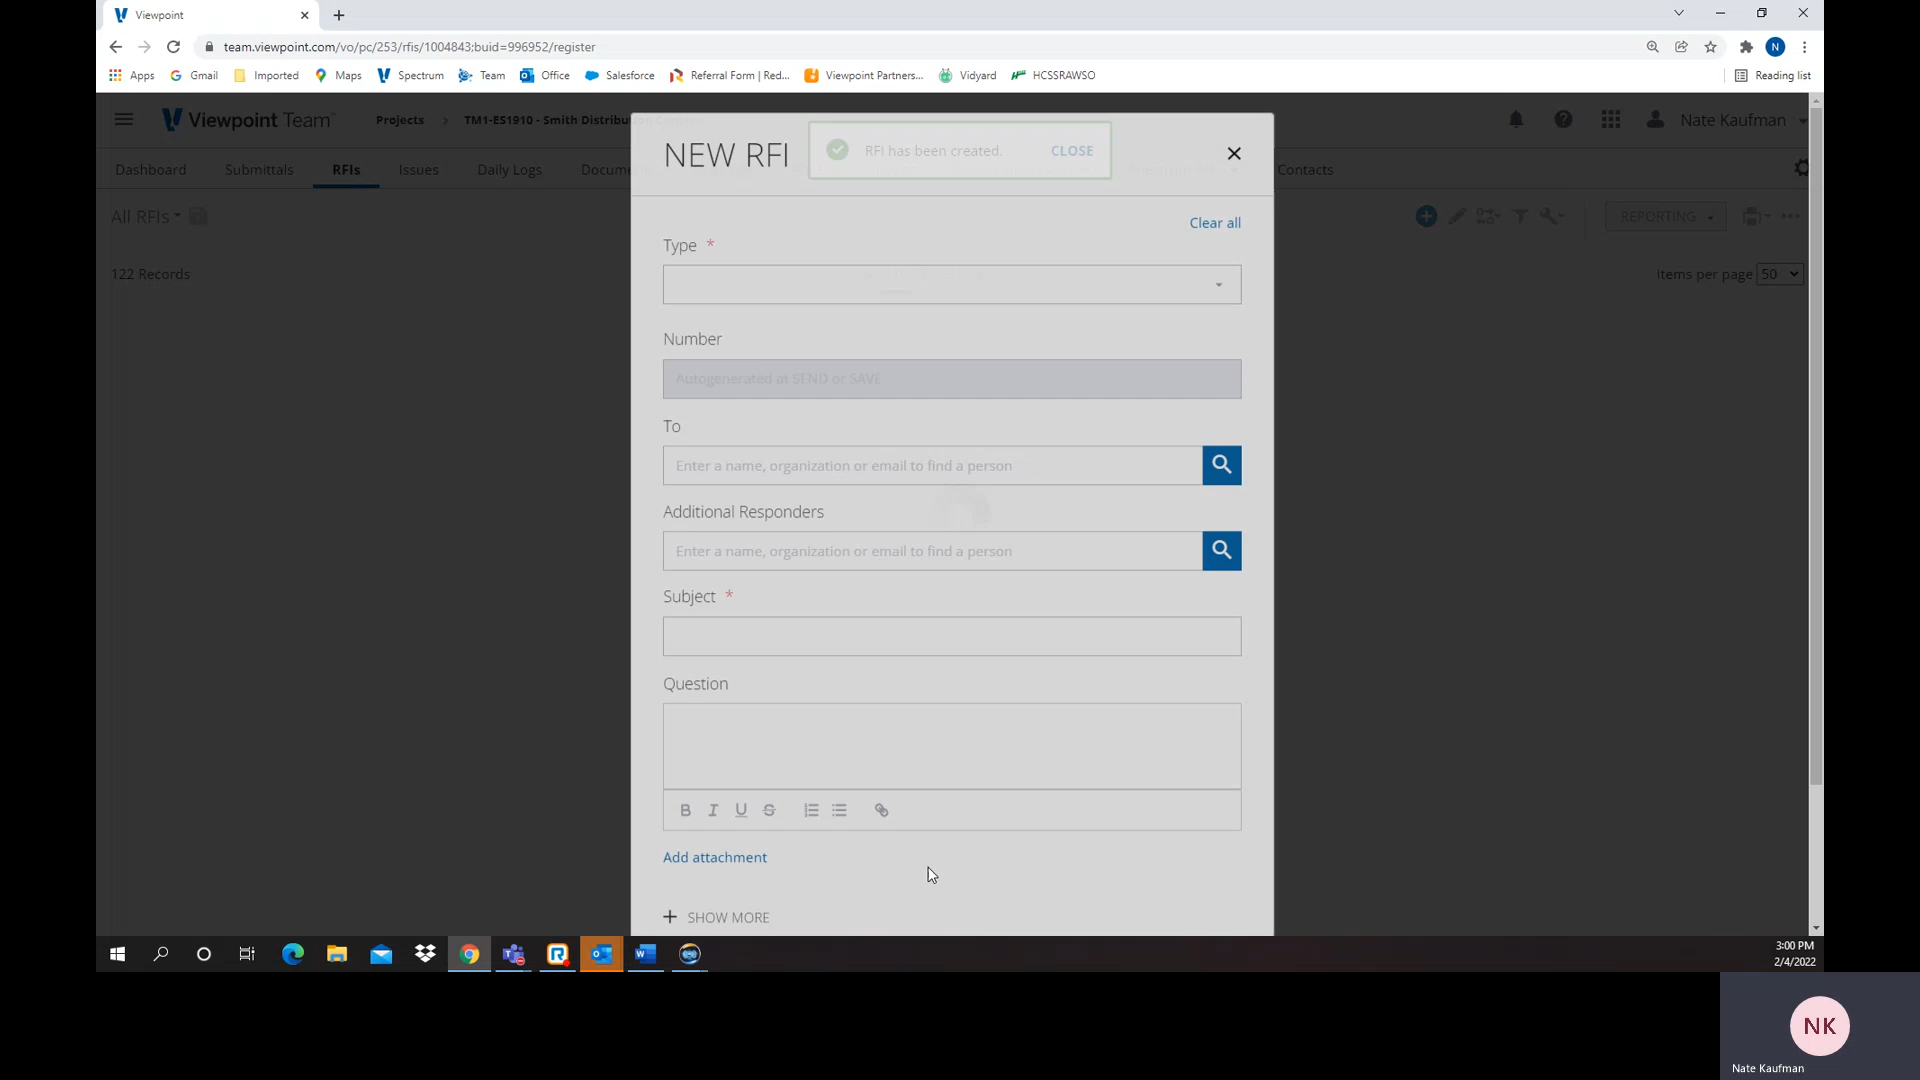 Viewpoint
team.viewpoint.com/vo/pc/253/rfis/1004843;buid=996952/register
N
Apps Gmail Imported Maps Spectrum Team Office Salesforce Referral Form | Red... Viewpoint Partners... Vidyard HCSSRAWSO Reading list
Viewpoint Team™ Projects TM1-ES1910 - Smith Distribution Nate Kaufman
Dashboard Submittals RFIs Issues Daily Logs Docum Contacts
NEW RFI
RFI has been created. CLOSE
All RFIs
REPORTING
122 Records
Items per page 50
Clear all
Type *
Number
Autogenerated at SEND or SAVE
To
Enter a name, organization or email to find a person
Additional Responders
Enter a name, organization or email to find a person
Subject *
Question
B I U S
Add attachment
SHOW MORE
3:00 PM
2/4/2022
NK
Nate Kaufman